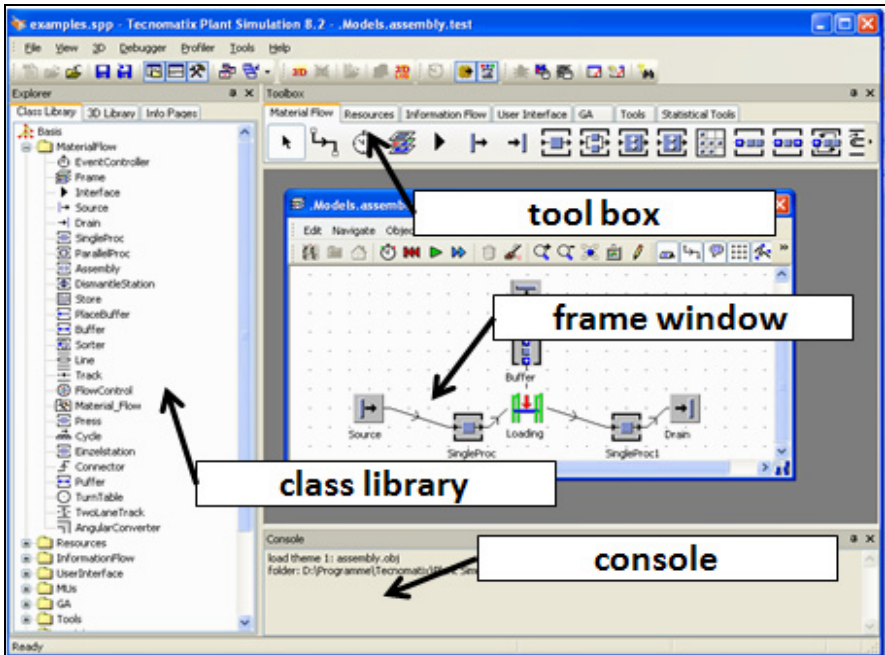 examples.spp - Tecnomatix Plant Simulation 8.2 - .Models.assembly.test
File View 3D Debugger Profiler Tools Help
Explorer
Class Library 3D Library Info Pages
Basis
MaterialFlow
EventController
Frame
Interface
Source
Drain
SingleProc
ParallelProc
Assembly
DismantleStation
Store
PlaceBuffer
Buffer
Sorter
Line
Track
FlowControl
Material_Flow
Press
Cycle
Einzelstation
Connector
Puffer
TurnTable
TwoLaneTrack
AngularConverter
Resources
InformationFlow
UserInterface
MUs
GA
Tools
Toolbox
Material Flow Resources Information Flow User Interface GA Tools Statistical Tools
tool box
.Models.assemb
Edit Navigate Objec
frame window
Buffer
Source
SingleProc
Loading
SingleProc1
Drain
class library
Console
load theme 1: assembly.obj
folder: D:\Programme\Tecnomatix\
console
Ready